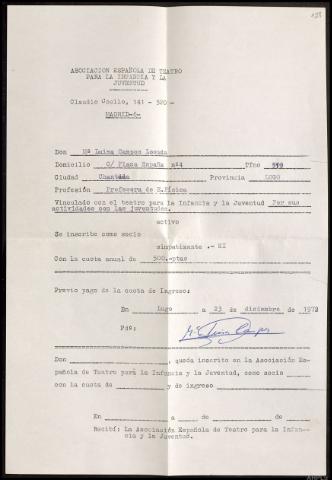 ASOCIACION ESPAÑOLA DE TEATRO
PARA LA INFANCIA Y LA
JUVENTUD
Claudio Coello, 141 - 5ºD -
MADRID-6-
Don Mª Luisa Campos Losada
Domicilio C/ Plaza España nº4 Tfno
Ciudad Chantada Provincia LUGO
Profesión Profesora de E.Física
Vinculado con el teatro para la Infancia y la Juventud Por sus
actividades con las juventudes.
activo
Se inscribe como socio
simpatizante .- SI
Con la cuota anual de 300.-ptas
Previo pago de la cuota de Ingreso:
En Lugo a 23 de diciembre de 1972
Fdº:
Mª Luisa Campos
Don , queda inscrito en la Asociación Es-
pañola de Teatro para la Infancia y la Juventud, como socio
con la cuota de y de ingreso
En a de de
Recibí: La Asociación Española de Teatro para la Infan-
cia y la Juventud.